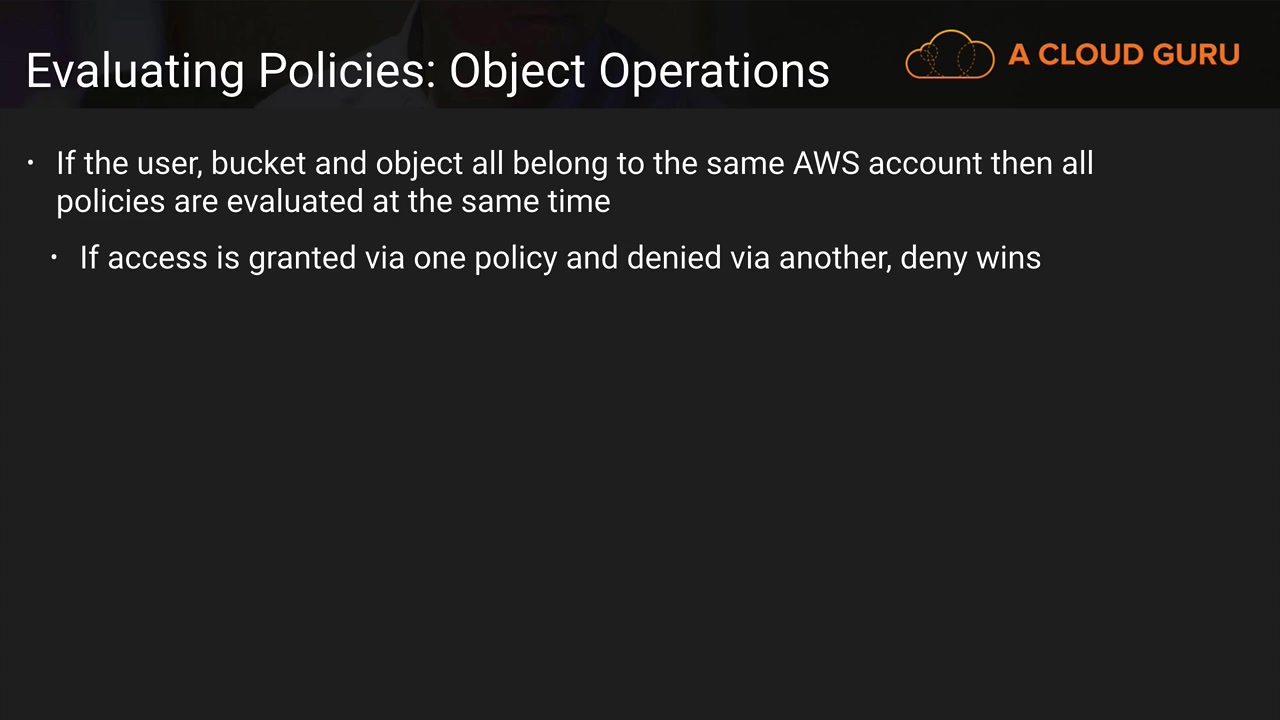 Evaluating Policies: Object Operations
A CLOUD GURU
• If the user, bucket and object all belong to the same AWS account then all
policies are evaluated at the same time
• If access is granted via one policy and denied via another, deny wins